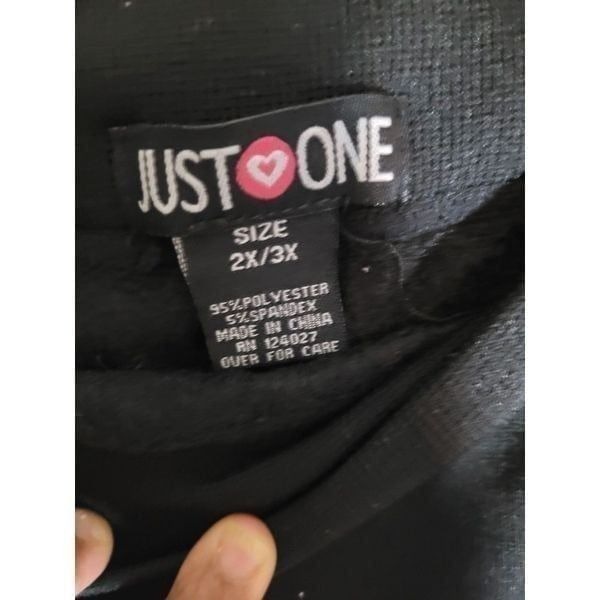 JUST ONE
SIZE
2X/3X
95%POLYESTER
5%SPANDEX
MADE IN CHINA
RN 124027
OVER FOR CARE